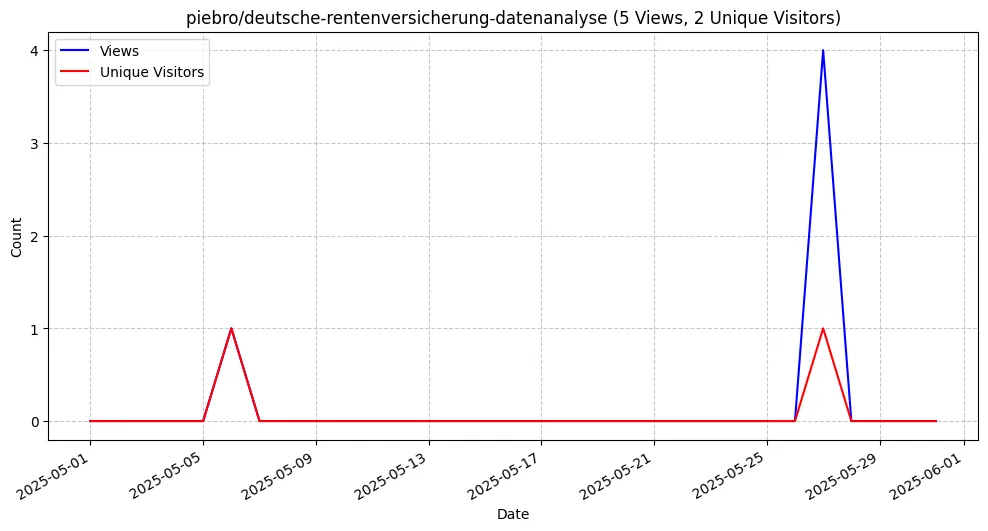 piebro/deutsche-rentenversicherung-datenanalyse (5 Views, 2 Unique Visitors)
Views
Unique Visitors
Count
4
3
2
1
0
2025-05-01
2025-05-05
2025-05-09
2025-05-13
2025-05-17
2025-05-21
2025-05-25
2025-05-29
2025-06-01
Date